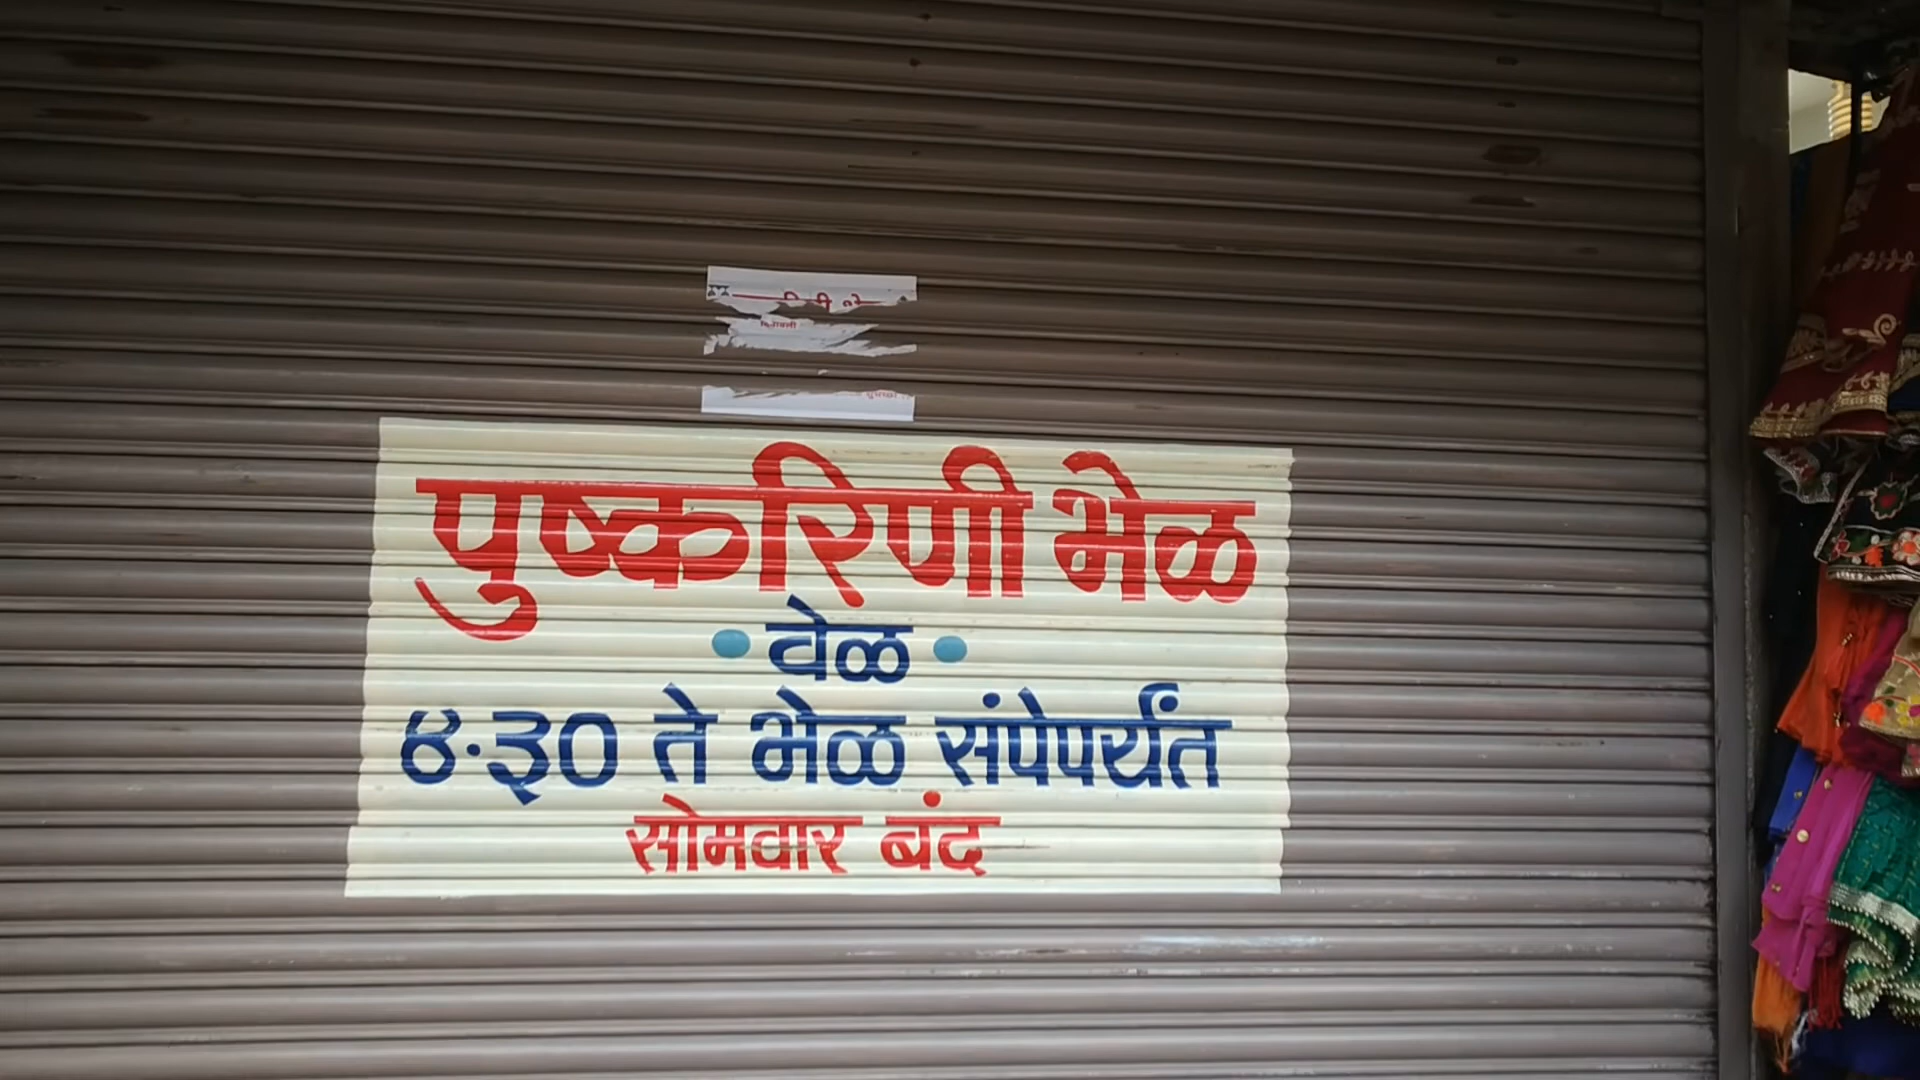 पुष्करिणी भेळ
• वेळ •
४.३० ते भेळ संपेपर्यंत
सोमवार बंद